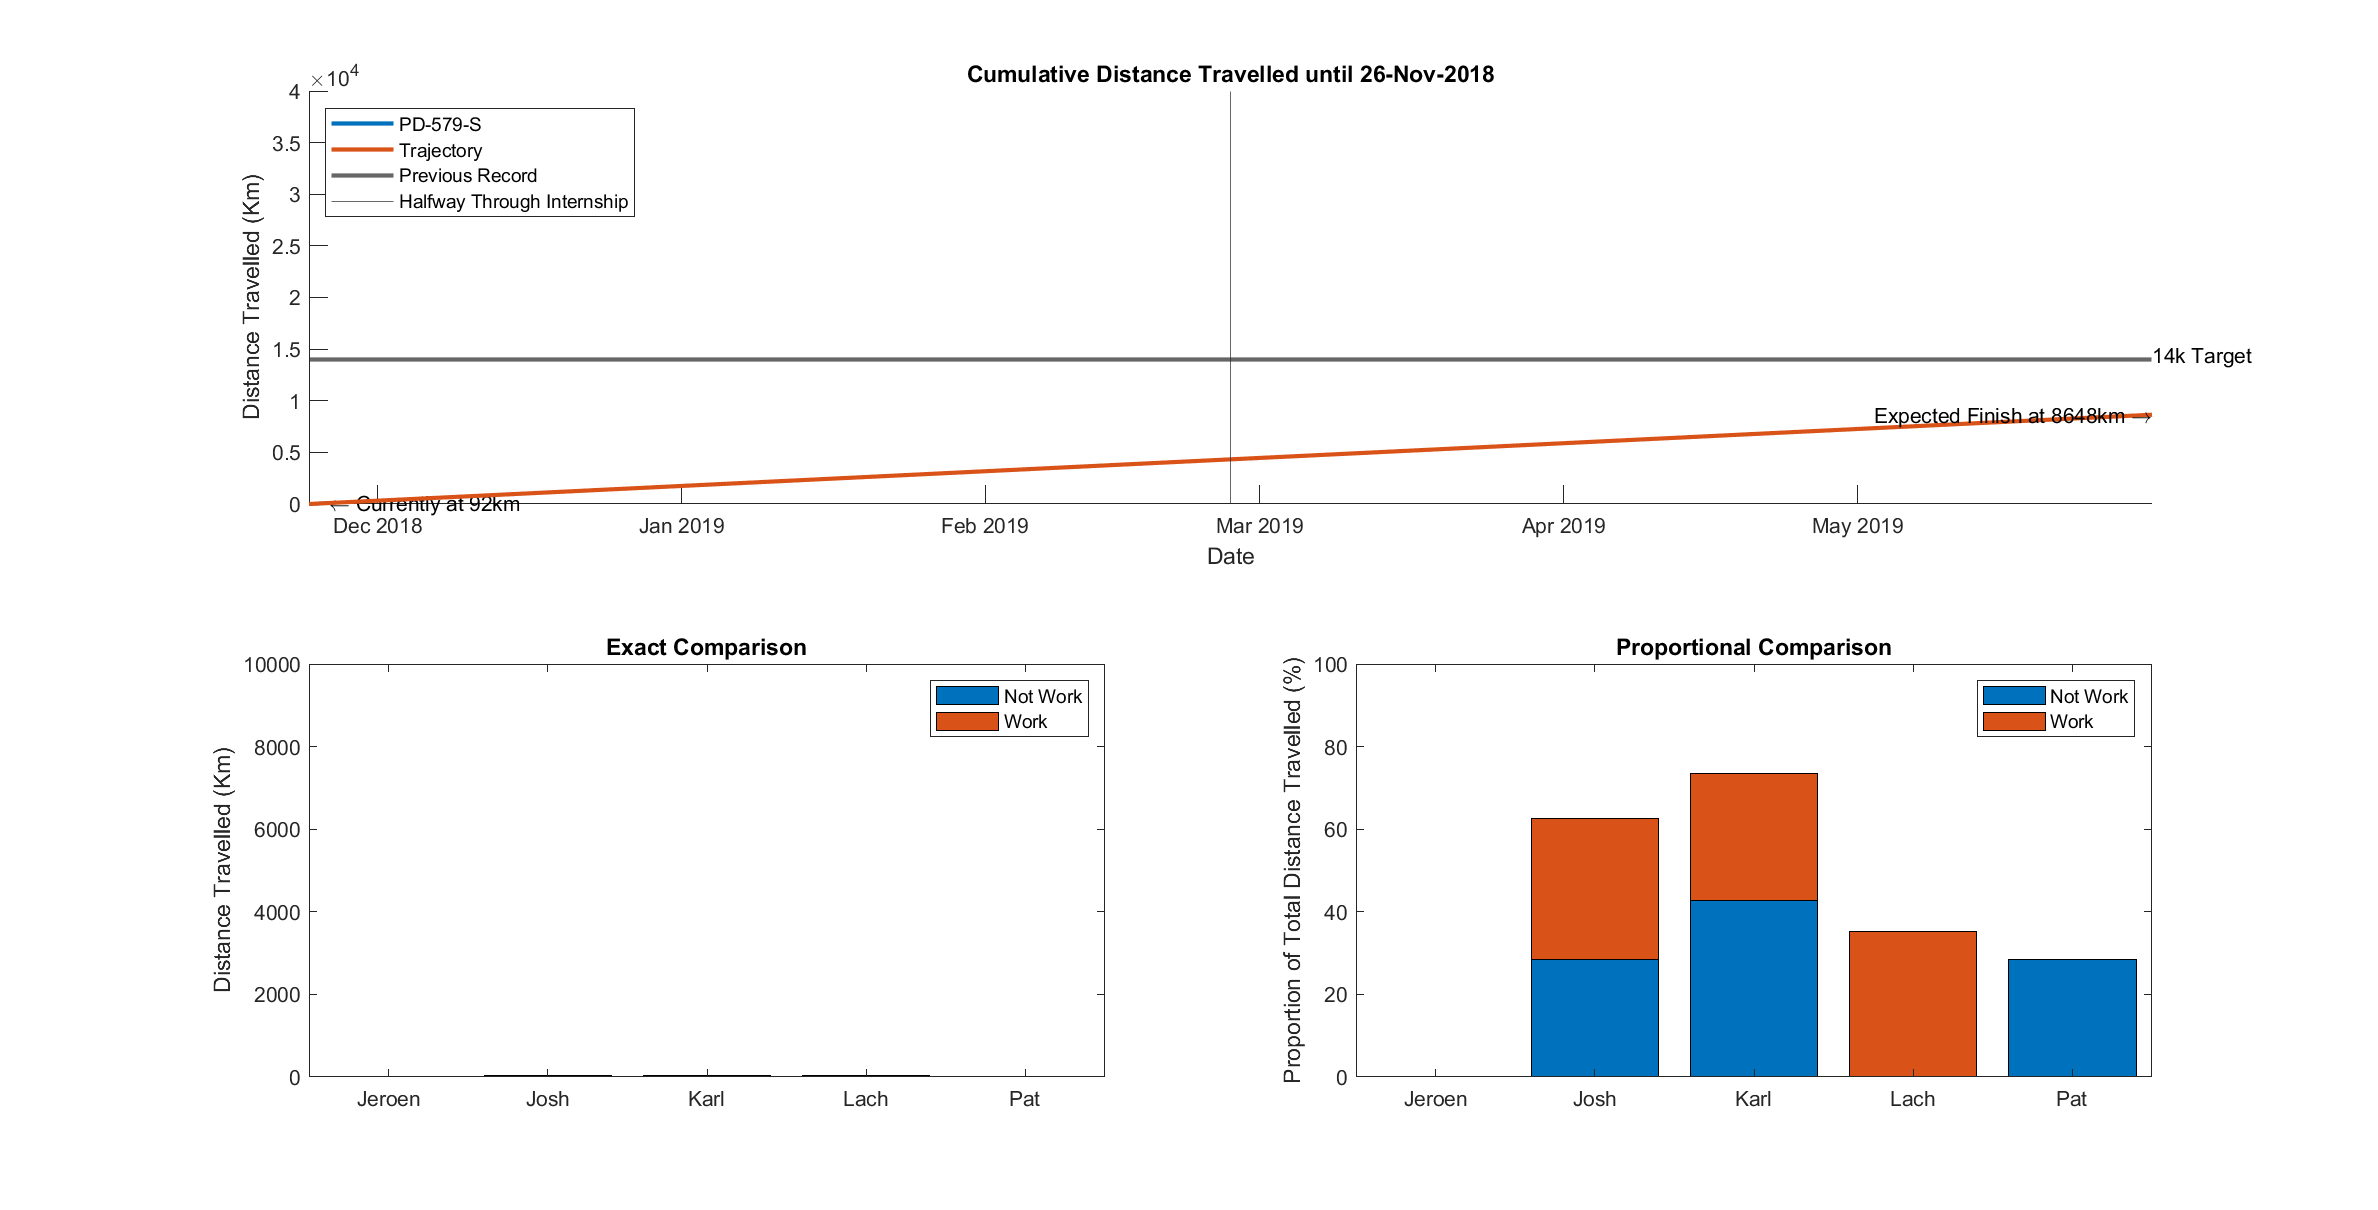 Cumulative Distance Travelled until 26-Nov-2018
×10^4
4
3.5
3
2.5
2
1.5
1
0.5
0
Distance Travelled (Km)
PD-579-S
Trajectory
Previous Record
Halfway Through Internship
14k Target
Expected Finish at 8648km →
← Currently at 92km
Dec 2018 Jan 2019 Feb 2019 Mar 2019 Apr 2019 May 2019
Date
Exact Comparison
10000
8000
6000
4000
2000
0
Distance Travelled (Km)
Not Work
Work
Jeroen Josh Karl Lach Pat
Proportional Comparison
100
80
60
40
20
0
Proportion of Total Distance Travelled (%)
Not Work
Work
Jeroen Josh Karl Lach Pat